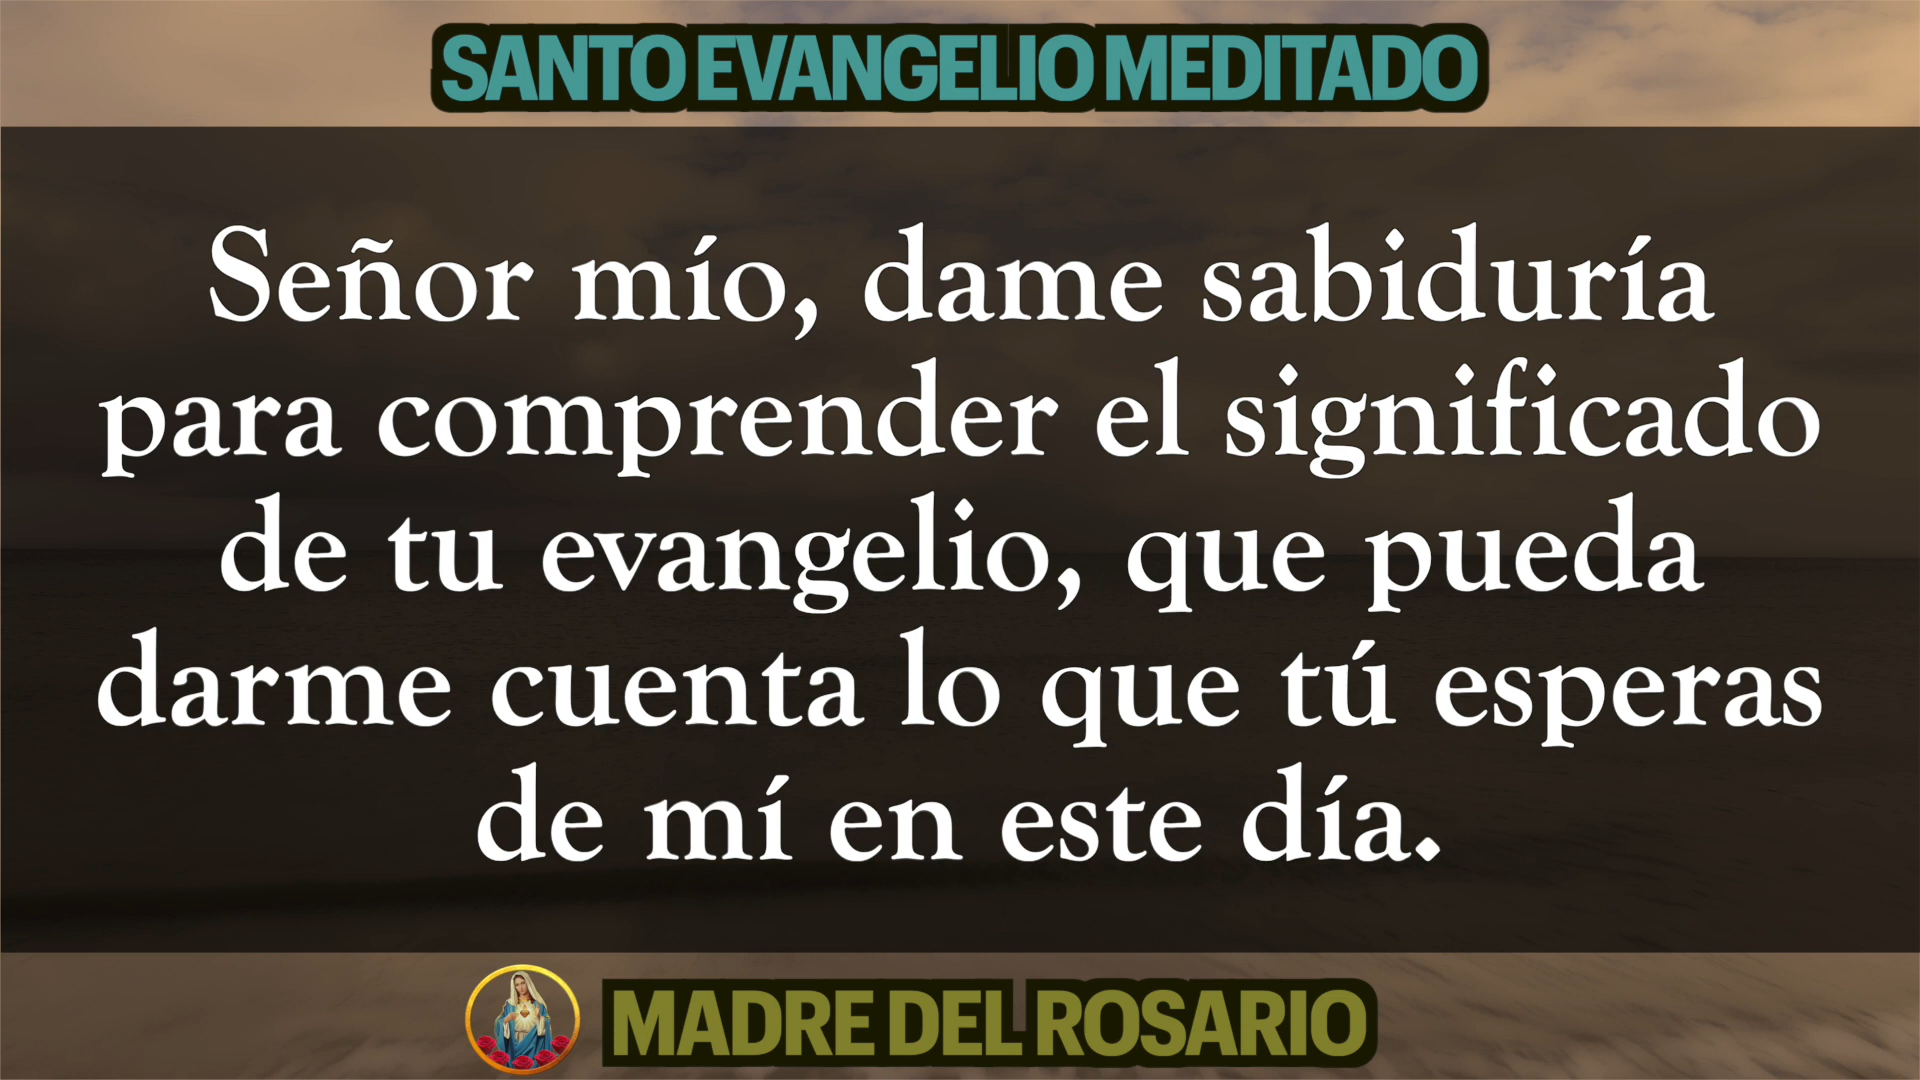 SANTO EVANGELIO MEDITADO
Señor mío, dame sabiduría
para comprender el significado
de tu evangelio, que pueda
darme cuenta lo que tú esperas
de mí en este día.
MADRE DEL ROSARIO